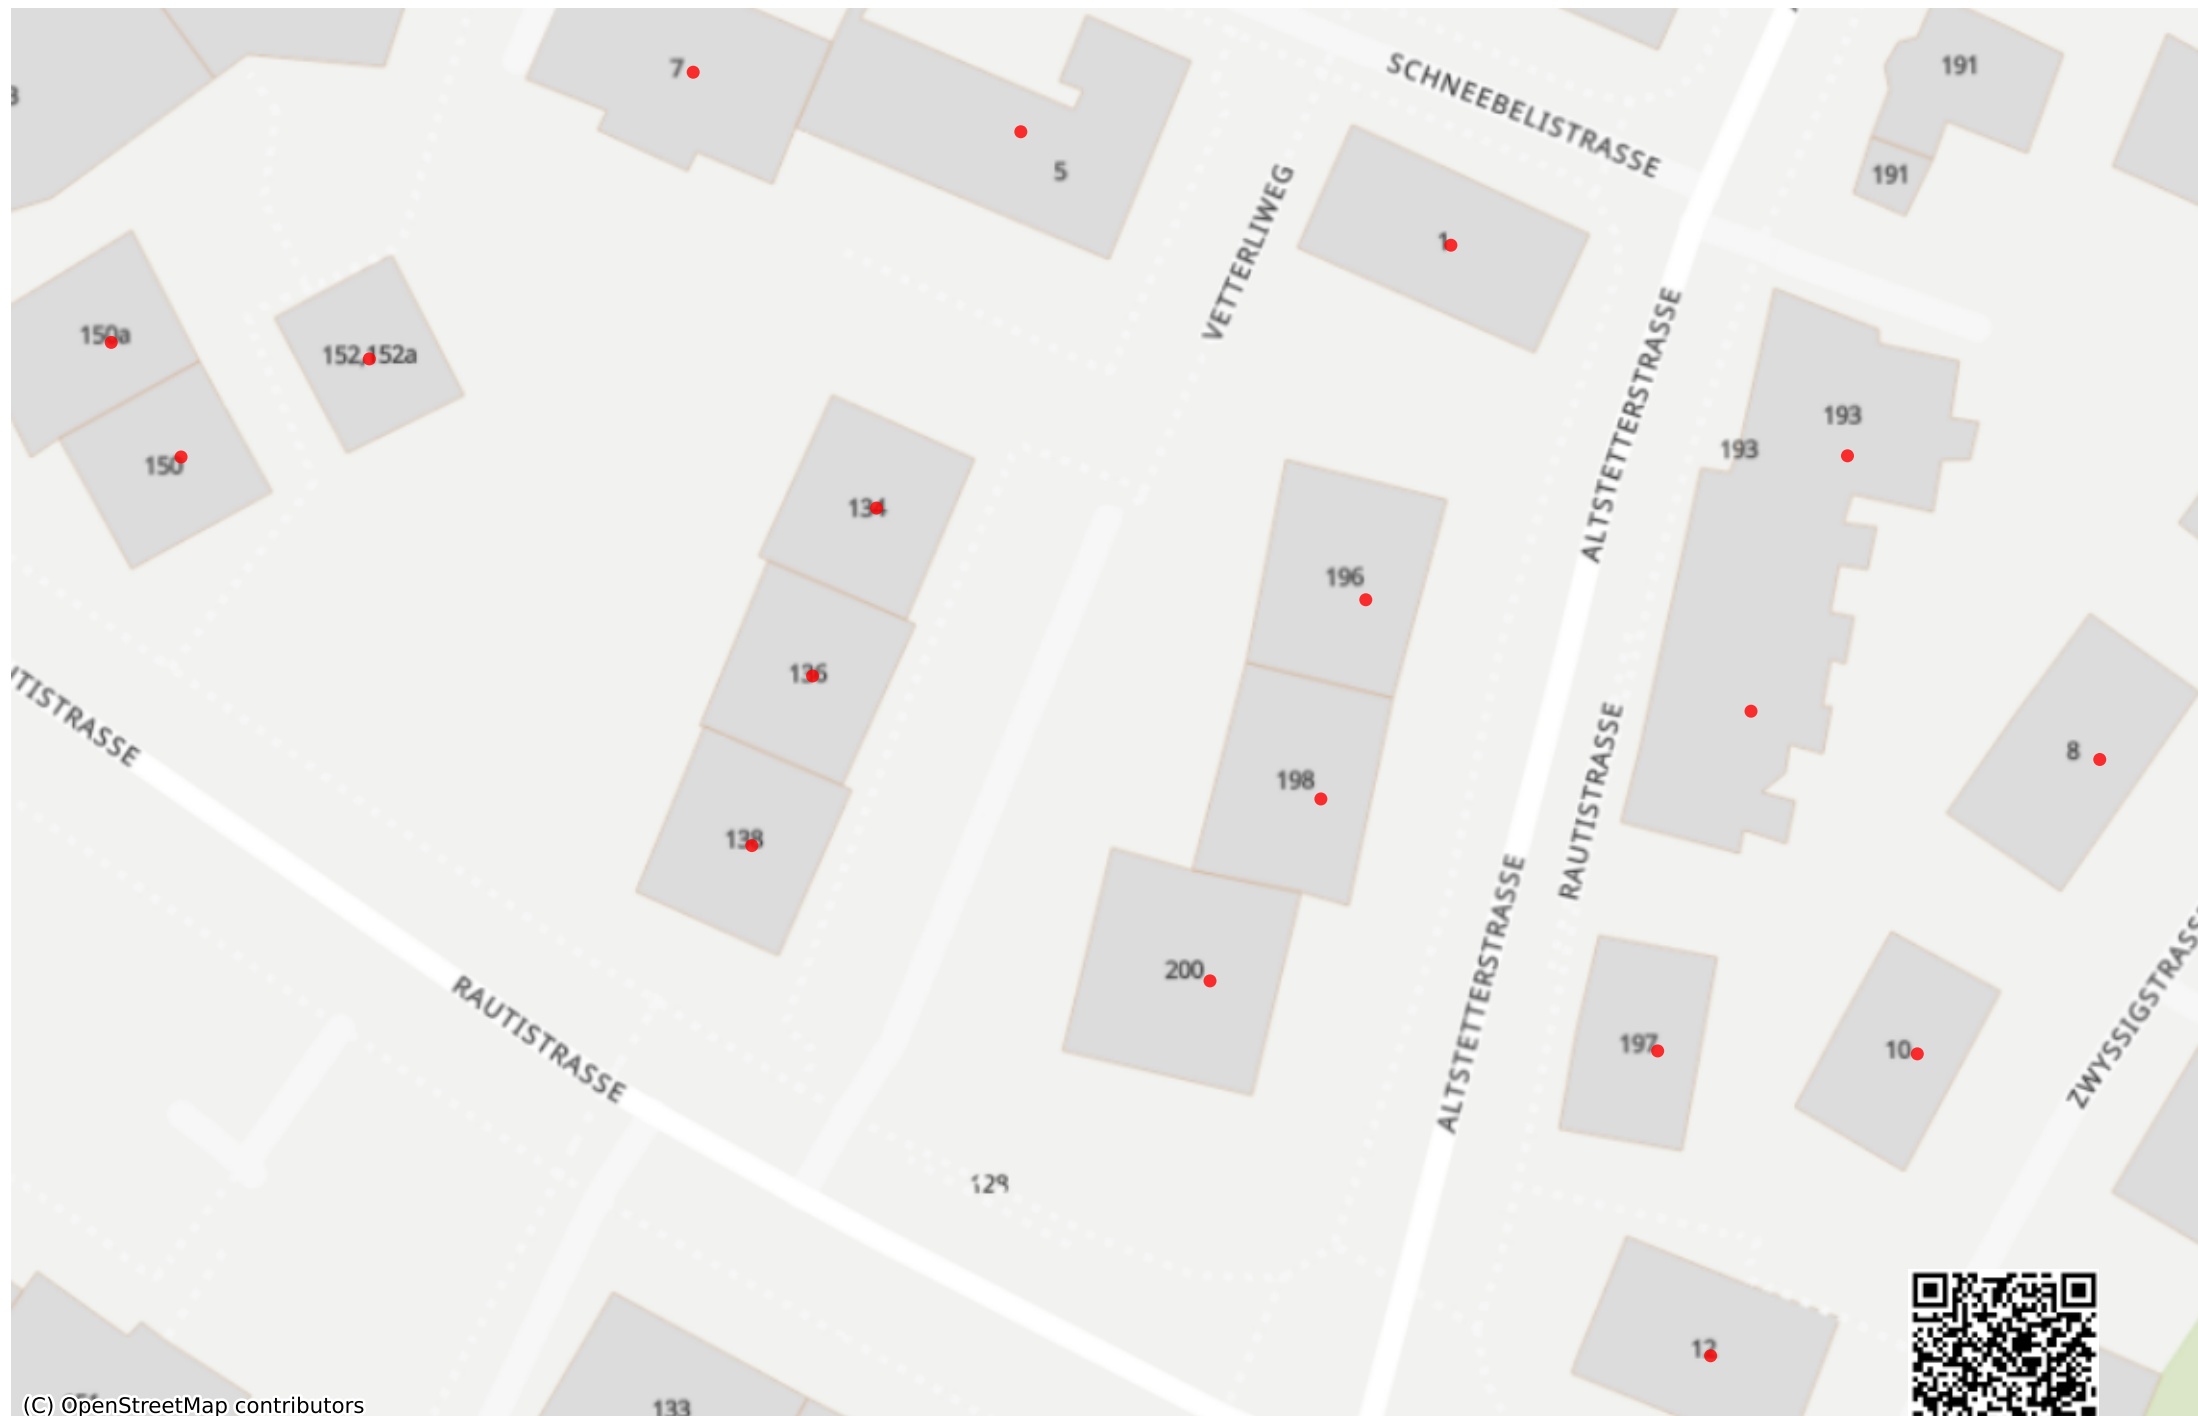 7
5
SCHNEEBELISTRASSE
191
191
VETTERLIWEG
1
150a
152,152a
150
ALTSTETTERSTRASSE
193
193
134
196
136
198
138
8
RAUTISTRASSE
ALTSTETTERSTRASSE
200
RAUTISTRASSE
197
10
129
12
133
(C) OpenStreetMap contributors